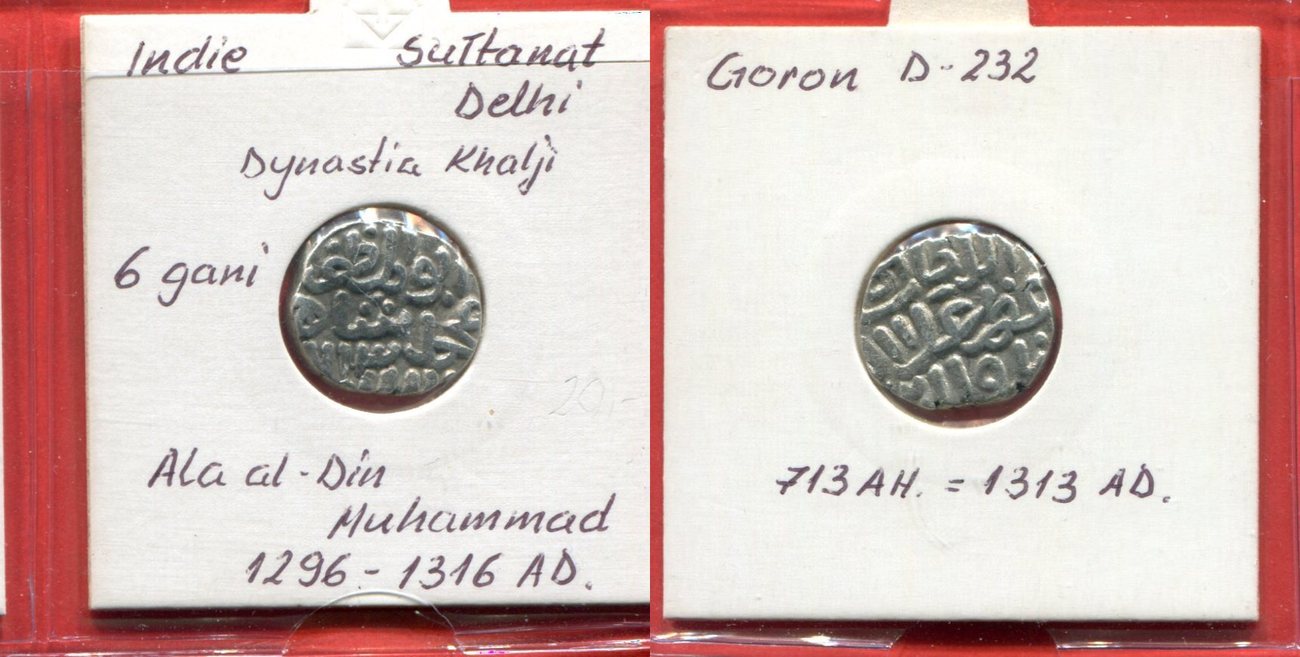 Indie Sultanat
Delhi
Dynastia Khalji
6 gani
20,-
Ala al-Din
Muhammad
1296 - 1316 AD.
Goron D-232
713 AH. = 1313 AD.